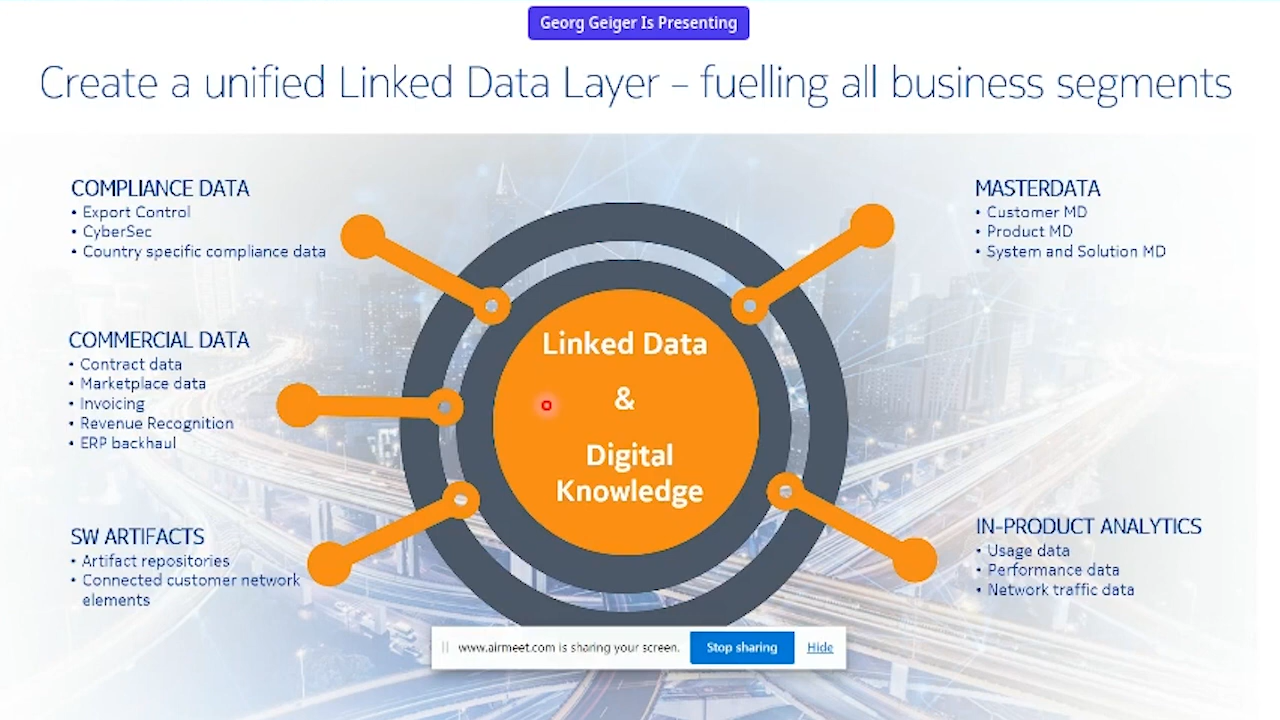 Georg Geiger Is Presenting
Create a unified Linked Data Layer – fuelling all business segments
COMPLIANCE DATA
• Export Control
• CyberSec
• Country specific compliance data
COMMERCIAL DATA
• Contract data
• Marketplace data
• Invoicing
• Revenue Recognition
• ERP backhaul
SW ARTIFACTS
• Artifact repositories
• Connected customer network
elements
Linked Data
&
Digital
Knowledge
MASTERDATA
• Customer MD
• Product MD
• System and Solution MD
IN-PRODUCT ANALYTICS
• Usage data
• Performance data
• Network traffic data
www.airmeet.com is sharing your screen. Stop sharing Hide